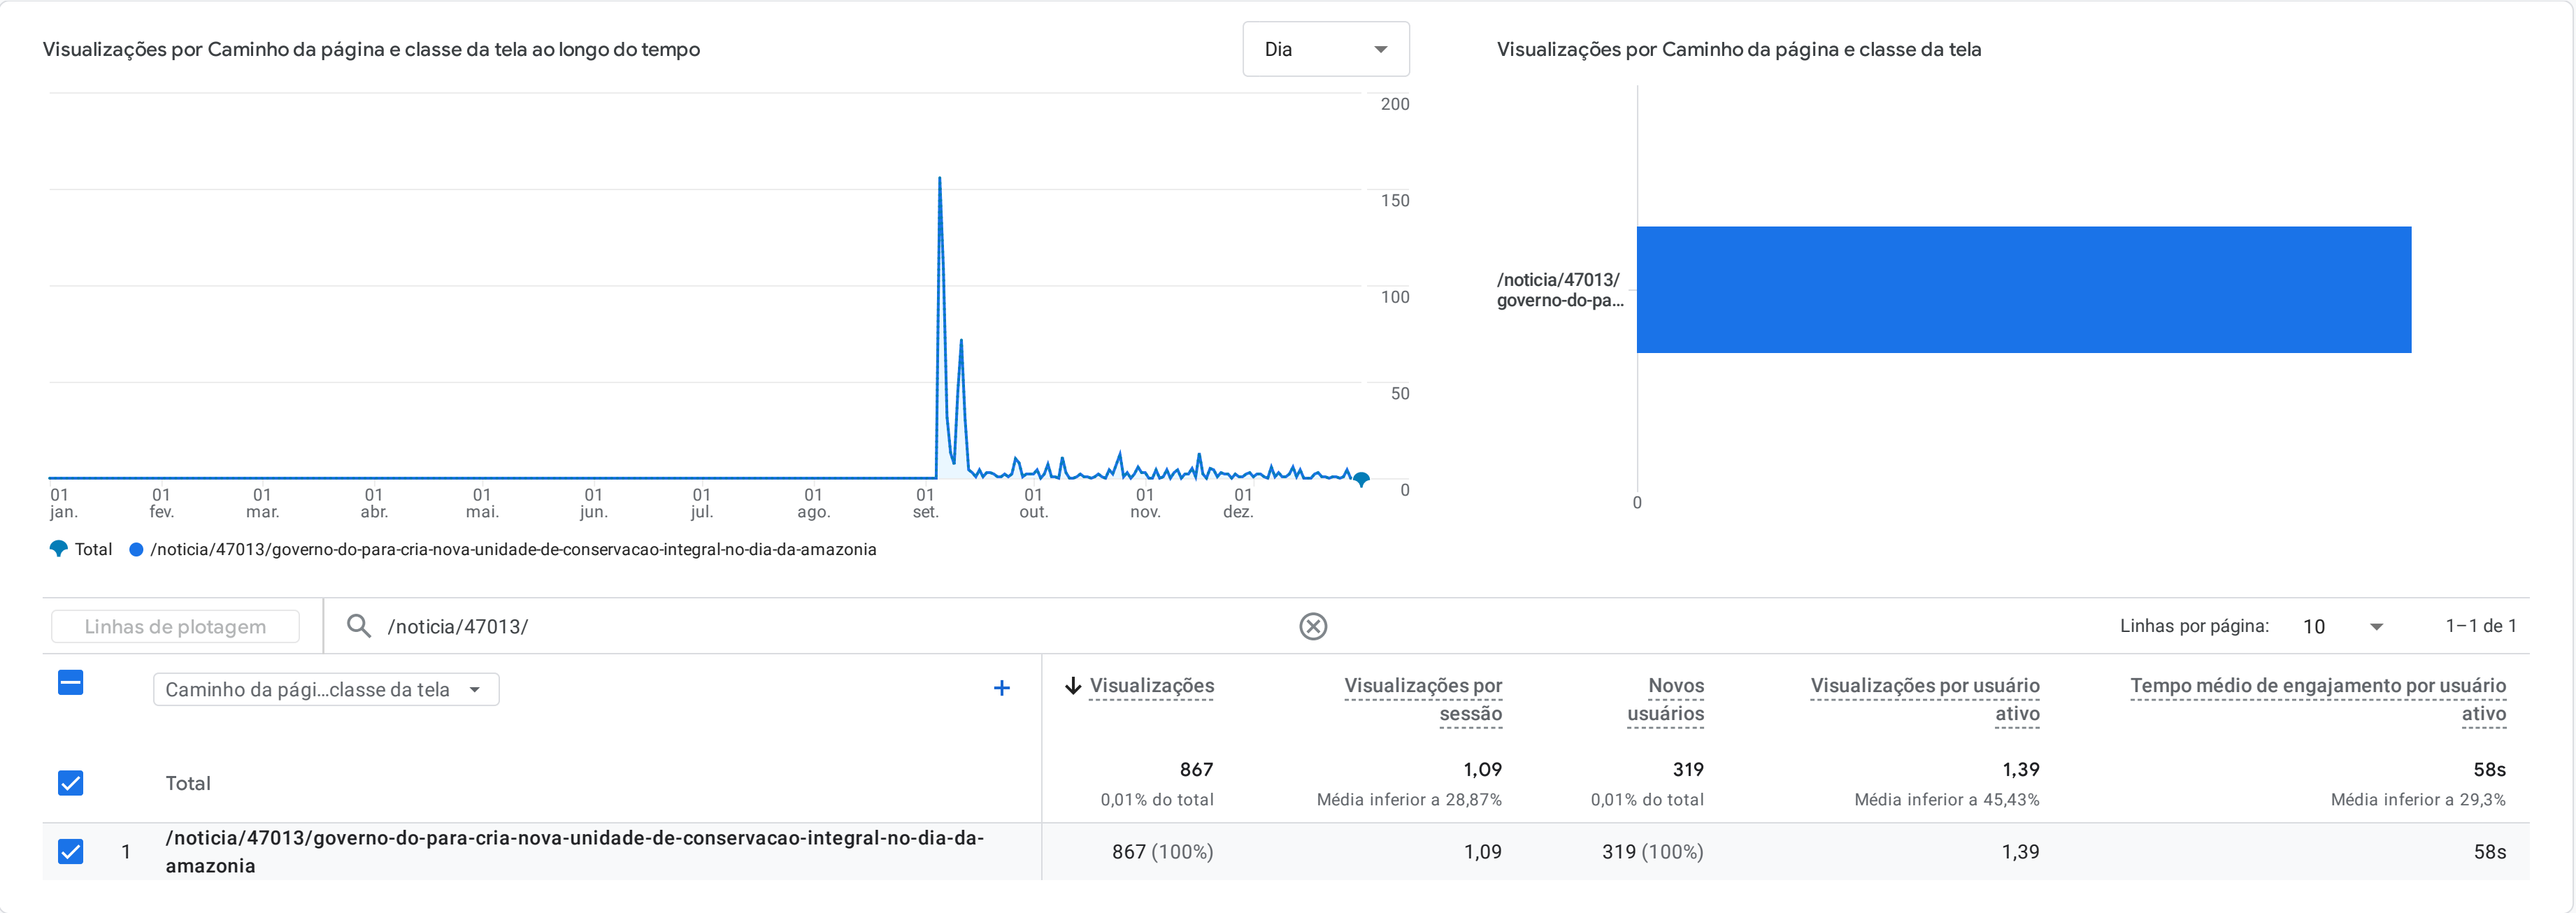 Visualizações por Caminho da página e classe da tela ao longo do tempo
Dia
200
150
100
50
0
01 jan.
01 fev.
01 mar.
01 abr.
01 mai.
01 jun.
01 jul.
01 ago.
01 set.
01 out.
01 nov.
01 dez.
Total
/noticia/47013/governo-do-para-cria-nova-unidade-de-conservacao-integral-no-dia-da-amazonia
Visualizações por Caminho da página e classe da tela
/noticia/47013/
governo-do-pa...
0
Linhas de plotagem
/noticia/47013/
Linhas por página:
10
1–1 de 1
Caminho da pági...classe da tela
+
Visualizações
Visualizações por
sessão
Novos
usuários
Visualizações por usuário
ativo
Tempo médio de engajamento por usuário
ativo
Total
867
0,01% do total
1,09
Média inferior a 28,87%
319
0,01% do total
1,39
Média inferior a 45,43%
58s
Média inferior a 29,3%
1
/noticia/47013/governo-do-para-cria-nova-unidade-de-conservacao-integral-no-dia-da-
amazonia
867 (100%)
1,09
319 (100%)
1,39
58s